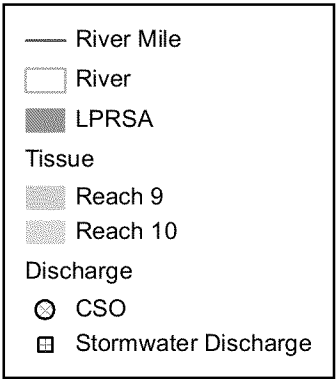 River Mile
River
LPRSA
Tissue
Reach 9
Reach 10
Discharge
CSO
Stormwater Discharge